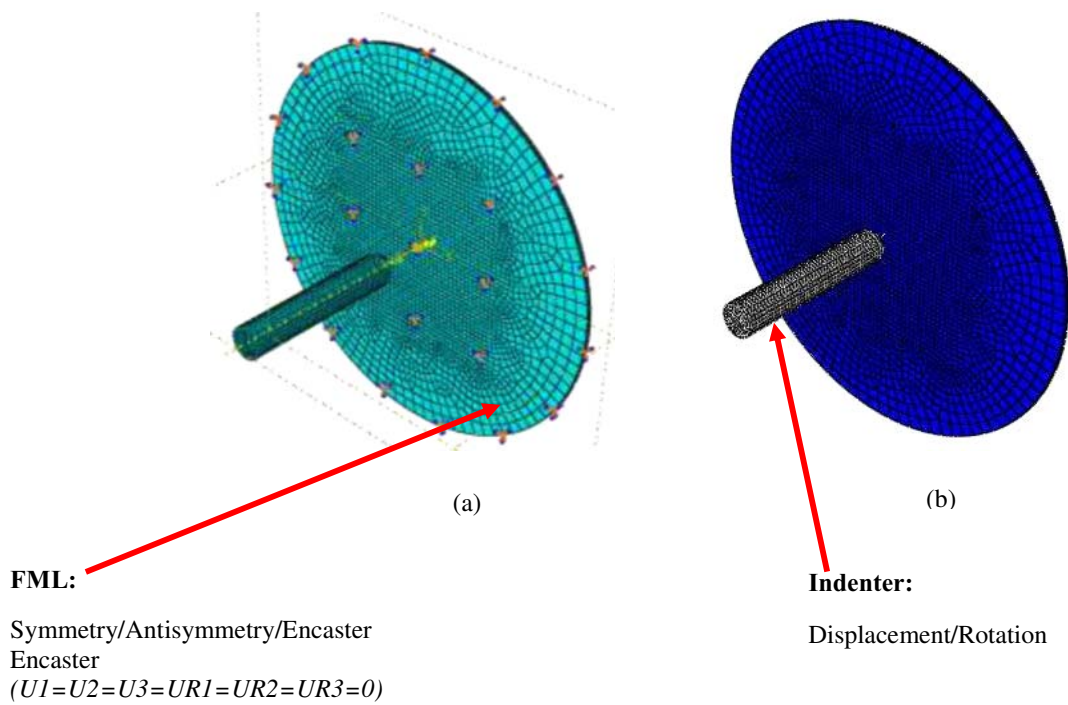 (a)
(b)
FML:
Symmetry/Antisymmetry/Encaster
Encaster
(U1=U2=U3=UR1=UR2=UR3=0)
Indenter:
Displacement/Rotation